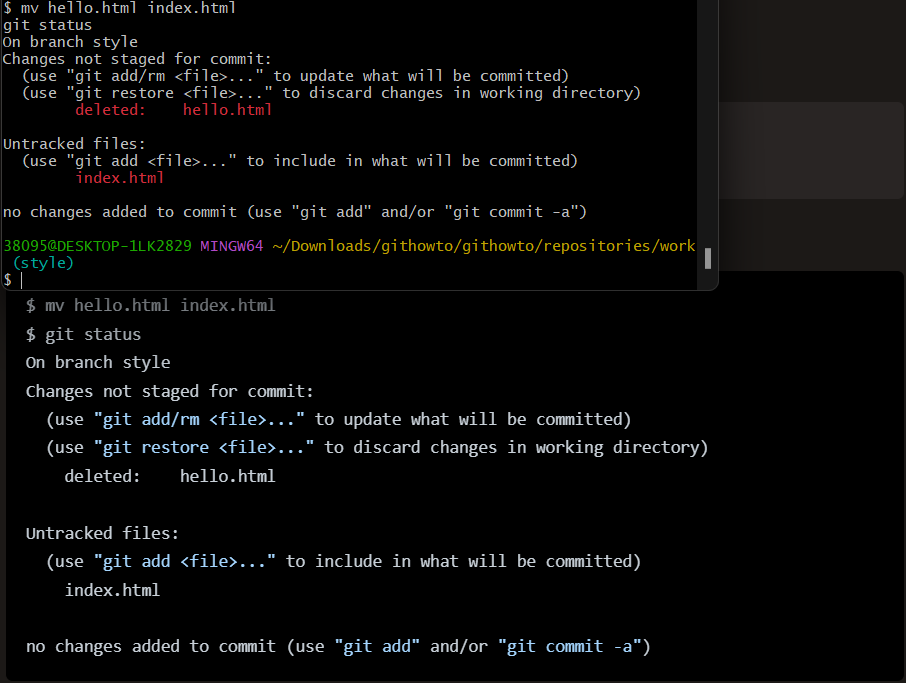 $ mv hello.html index.html
git status
On branch style
Changes not staged for commit:
  (use "git add/rm <file>..." to update what will be committed)
  (use "git restore <file>..." to discard changes in working directory)
        deleted:    hello.html

Untracked files:
  (use "git add <file>..." to include in what will be committed)
        index.html

no changes added to commit (use "git add" and/or "git commit -a")

38095@DESKTOP-1LK2829 MINGW64 ~/Downloads/githowto/githowto/repositories/work
 (style)
$
$ mv hello.html index.html
$ git status
On branch style
Changes not staged for commit:
  (use "git add/rm <file>..." to update what will be committed)
  (use "git restore <file>..." to discard changes in working directory)
    deleted:    hello.html

Untracked files:
  (use "git add <file>..." to include in what will be committed)
    index.html

no changes added to commit (use "git add" and/or "git commit -a")